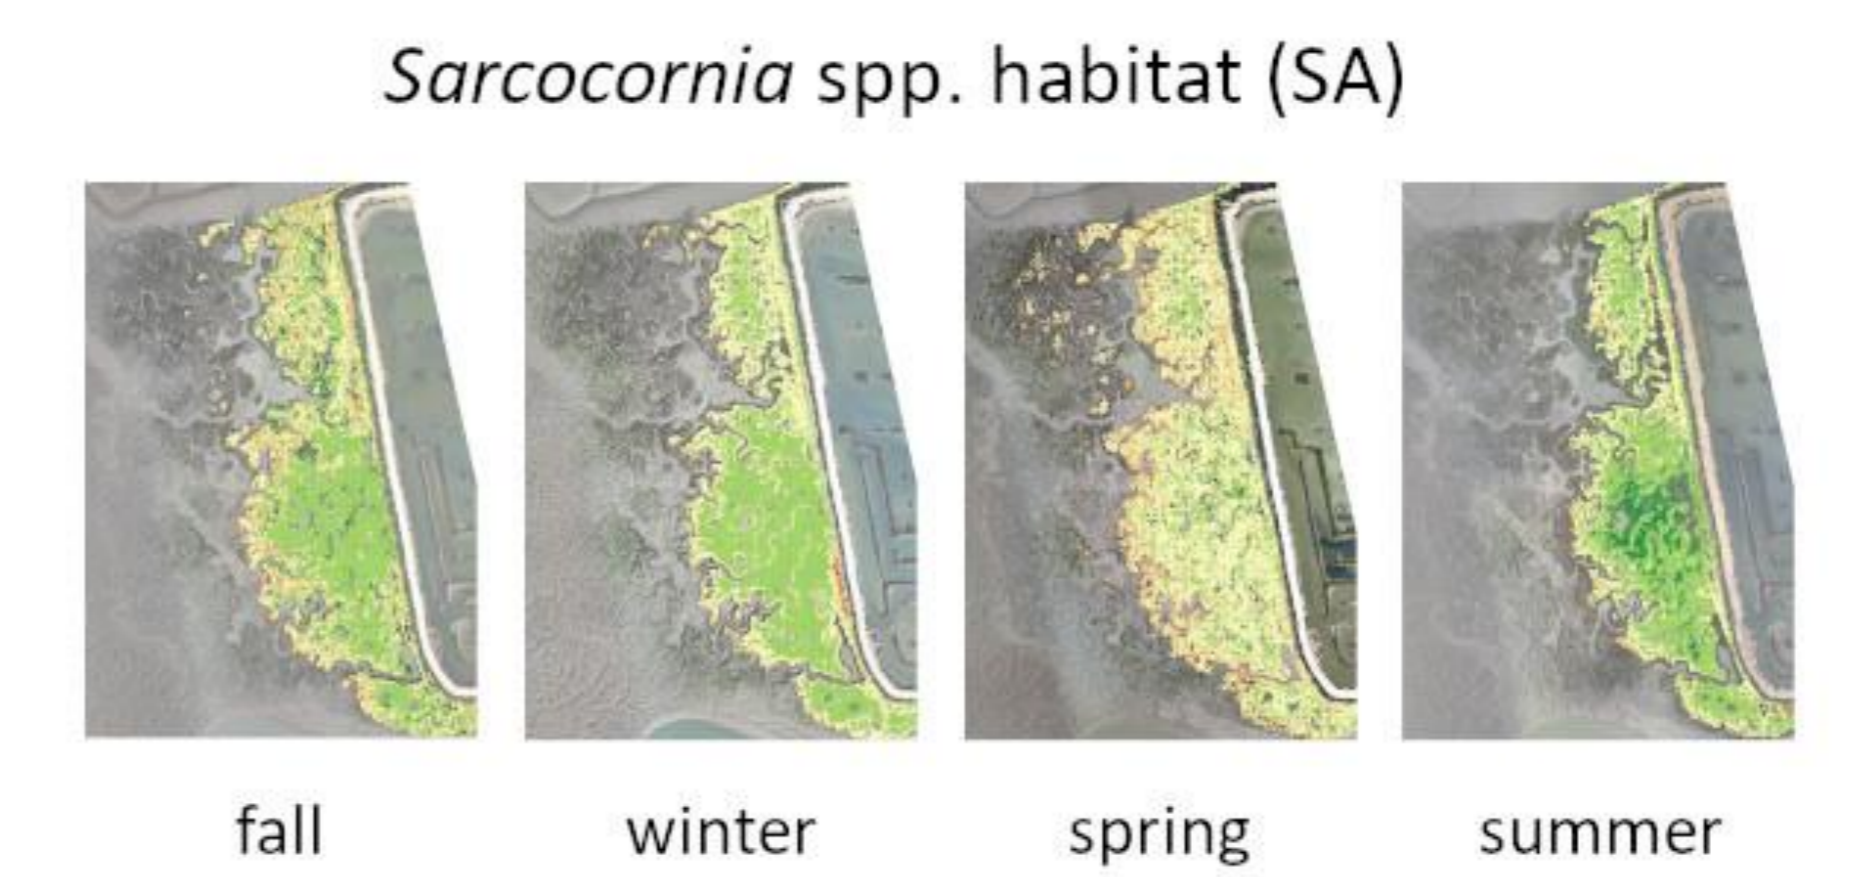 Sarcocornia spp. habitat (SA)
fall
winter
spring
summer